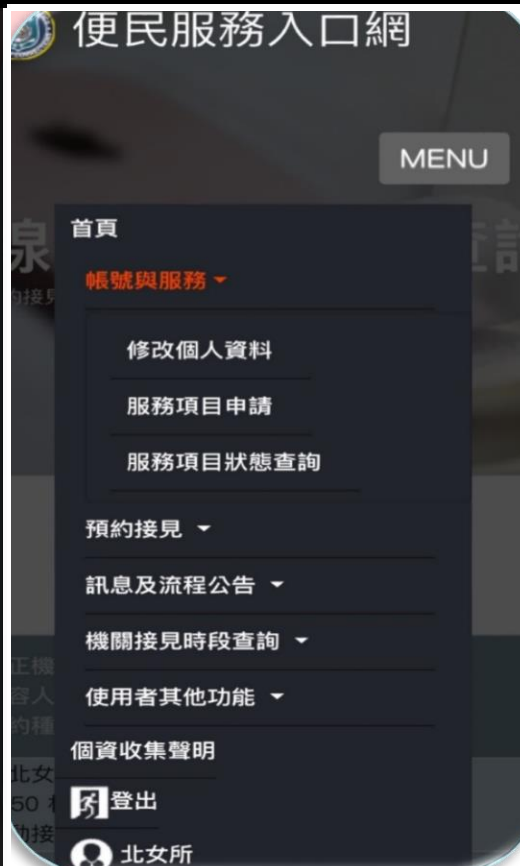 便民服務入口網
MENU
首頁
帳號與服務
修改個人資料
服務項目申請
服務項目狀態查詢
預約接見
訊息及流程公告
機關接見時段查詢
使用者其他功能
個資收集聲明
登出
北女所